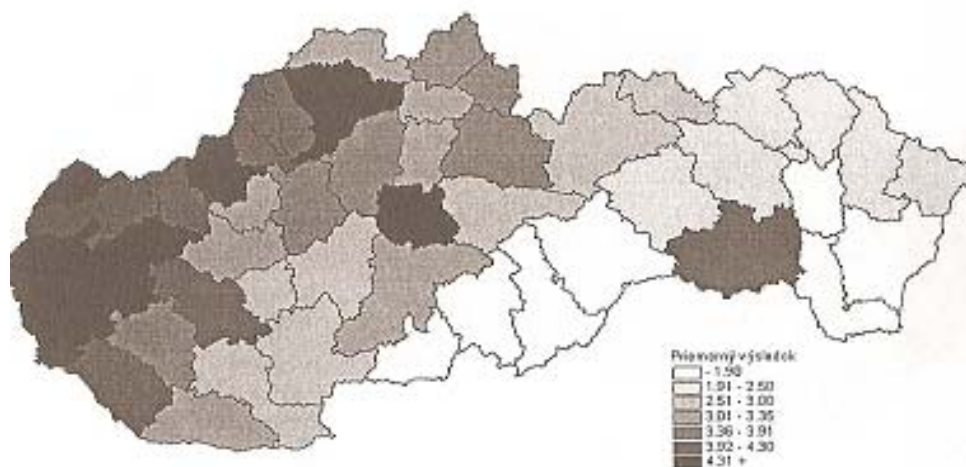 Priemerný výsledok
- 1.90
1.91 - 2.50
2.51 - 3.00
3.01 - 3.35
3.36 - 3.91
3.92 - 4.30
4.31 +